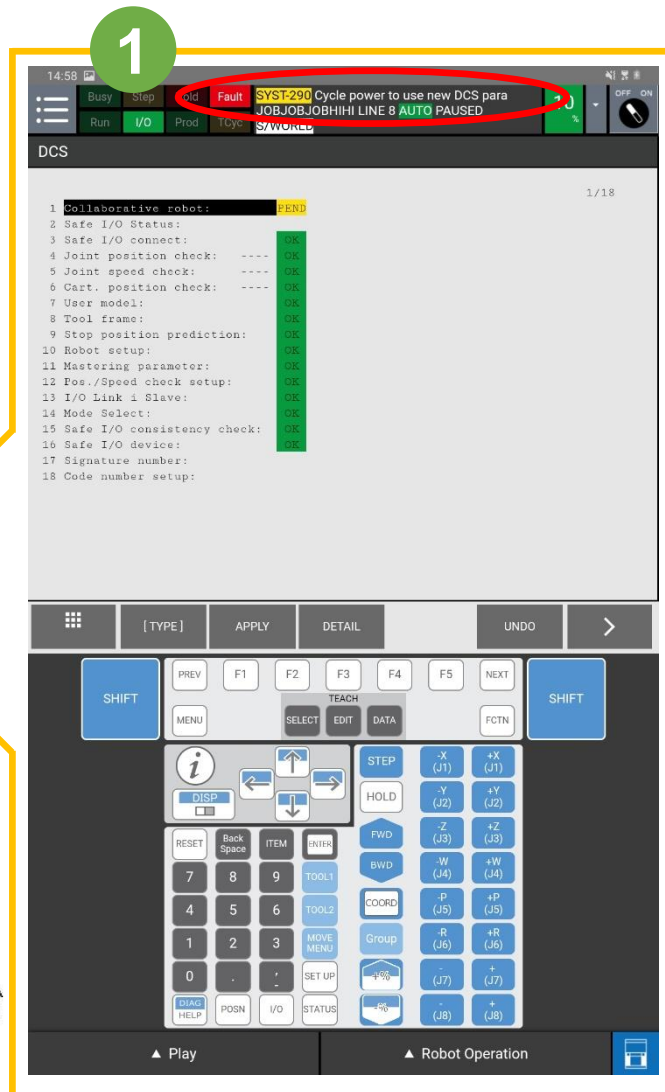 1
14:58
Busy Step Hold Fault SYST-290 Cycle power to use new DCS para
JOBJOBJOBHIHI LINE 8 AUTO PAUSED
Run I/O Prod TCyc S/WORLD
10 %
OFF ON
DCS
1/18
1 Collaborative robot: PEND
2 Safe I/O Status:
3 Safe I/O connect: OK
4 Joint position check: ---- OK
5 Joint speed check: ---- OK
6 Cart. position check: ---- OK
7 User model: OK
8 Tool frame: OK
9 Stop position prediction: OK
10 Robot setup: OK
11 Mastering parameter: OK
12 Pos./Speed check setup: OK
13 I/O Link i Slave: OK
14 Mode Select: OK
15 Safe I/O consistency check: OK
16 Safe I/O device: OK
17 Signature number:
18 Code number setup:
[ TYPE ] APPLY DETAIL UNDO >
SHIFT PREV F1 F2 F3 F4 F5 NEXT SHIFT
TEACH
MENU SELECT EDIT DATA FCTN
i
DISP
STEP -X (J1) +X (J1)
HOLD -Y (J2) +Y (J2)
FWD -Z (J3) +Z (J3)
BWD -W (J4) +W (J4)
COORD -P (J5) +P (J5)
Group -R (J6) +R (J6)
+% - (J7) + (J7)
-% - (J8) + (J8)
RESET Back Space ITEM ENTER
7 8 9 TOOL1
4 5 6 TOOL2
1 2 3 MOVE MENU
0 . , - SET UP
DIAG HELP POSN I/O STATUS
▲ Play ▲ Robot Operation